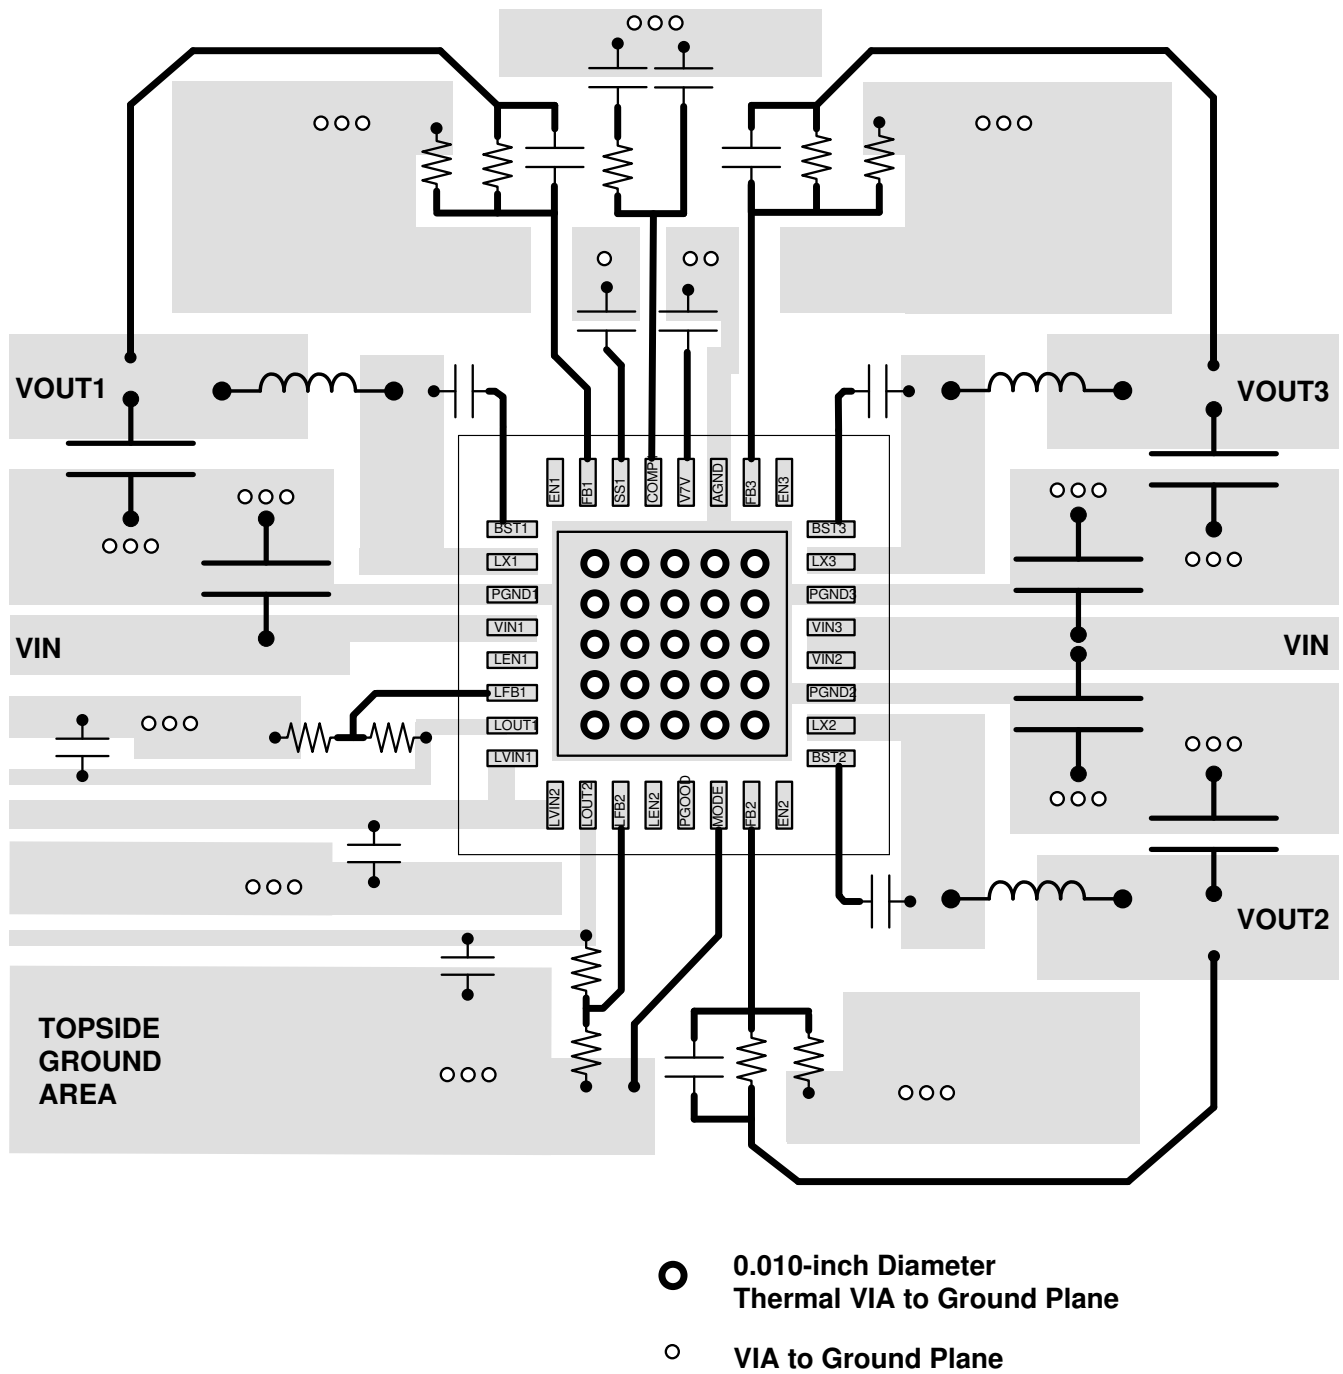 VOUT1
VOUT3
EN1
FB1
SS1
COMP
V7V
AGND
FB3
EN3
BST1
BST3
LX1
LX3
PGND1
PGND3
VIN1
VIN3
VIN
VIN
LEN1
VIN2
LFB1
PGND2
LOUT1
LX2
LVIN1
BST2
LVIN2
LOUT2
LFB2
LEN2
PGOOD
MODE
FB2
EN2
VOUT2
TOPSIDE
GROUND
AREA
0.010-inch Diameter
Thermal VIA to Ground Plane
VIA to Ground Plane